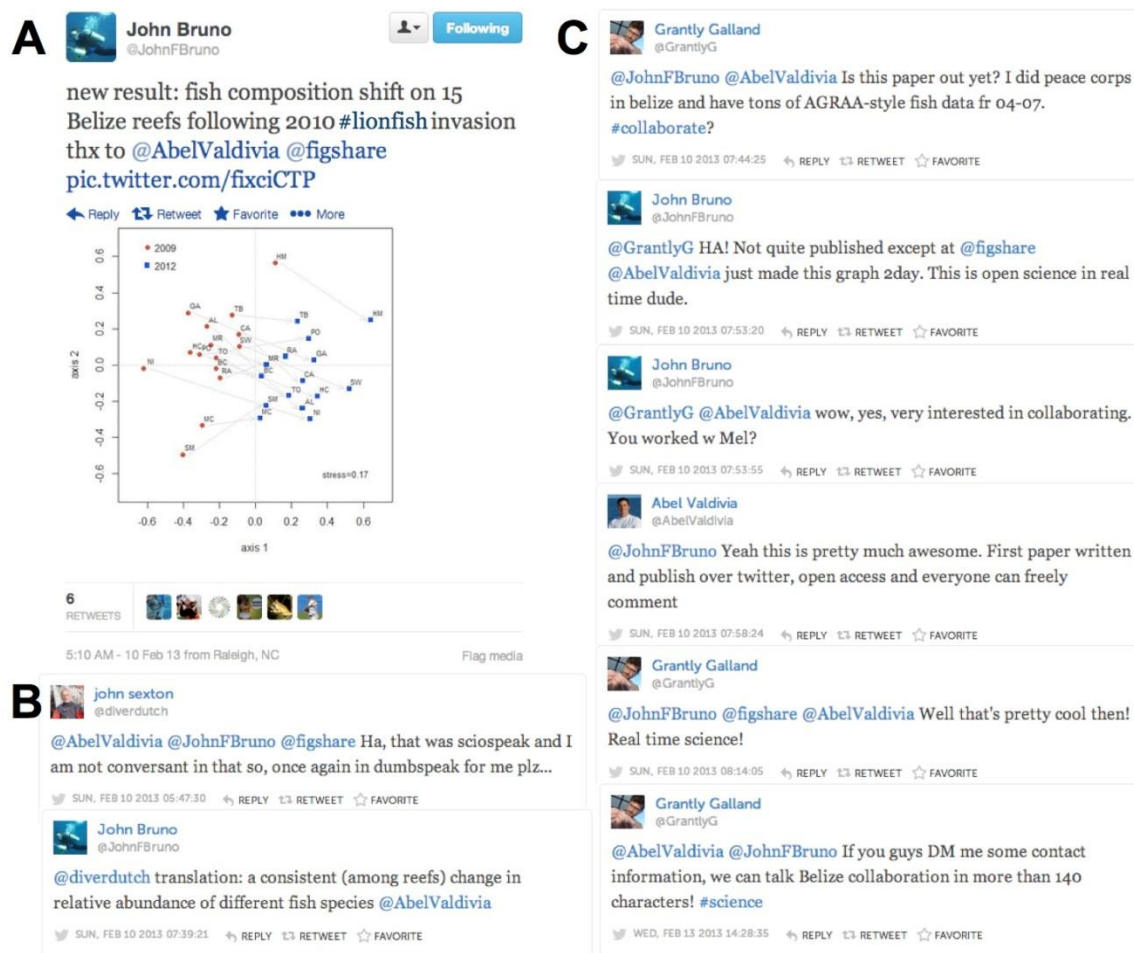 A
John Bruno
@JohnFBruno
Following
new result: fish composition shift on 15
Belize reefs following 2010 #lionfish invasion
thx to @AbelValdivia @figshare
pic.twitter.com/fixciCTP
Reply Retweet Favorite More
2009
2012
HM
HM
GA
TB
AL
TB
CA
PO
MR
SW
HC
PO
TO
RA
GA
NI
BC
MR
RA
BC
CA
SW
TO
HC
SM
AL
MC
MC
NI
SM
stress=0.17
0.6
0.4
0.2
0.0
-0.2
-0.4
-0.6
axis 2
-0.6 -0.4 -0.2 0.0 0.2 0.4 0.6
axis 1
6
RETWEETS
5:10 AM - 10 Feb 13 from Raleigh, NC
Flag media
B
john sexton
@diverdutch
@AbelValdivia @JohnFBruno @figshare Ha, that was sciospeak and I
am not conversant in that so, once again in dumbspeak for me plz...
SUN, FEB 10 2013 05:47:30 REPLY RETWEET FAVORITE
John Bruno
@JohnFBruno
@diverdutch translation: a consistent (among reefs) change in
relative abundance of different fish species @AbelValdivia
SUN, FEB 10 2013 07:39:21 REPLY RETWEET FAVORITE
C
Grantly Galland
@GrantlyG
@JohnFBruno @AbelValdivia Is this paper out yet? I did peace corps
in belize and have tons of AGRAA-style fish data fr 04-07.
#collaborate?
SUN, FEB 10 2013 07:44:25 REPLY RETWEET FAVORITE
John Bruno
@JohnFBruno
@GrantlyG HA! Not quite published except at @figshare
@AbelValdivia just made this graph 2day. This is open science in real
time dude.
SUN, FEB 10 2013 07:53:20 REPLY RETWEET FAVORITE
John Bruno
@JohnFBruno
@GrantlyG @AbelValdivia wow, yes, very interested in collaborating.
You worked w Mel?
SUN, FEB 10 2013 07:53:55 REPLY RETWEET FAVORITE
Abel Valdivia
@AbelValdivia
@JohnFBruno Yeah this is pretty much awesome. First paper written
and publish over twitter, open access and everyone can freely
comment
SUN, FEB 10 2013 07:58:24 REPLY RETWEET FAVORITE
Grantly Galland
@GrantlyG
@JohnFBruno @figshare @AbelValdivia Well that's pretty cool then!
Real time science!
SUN, FEB 10 2013 08:14:05 REPLY RETWEET FAVORITE
Grantly Galland
@GrantlyG
@AbelValdivia @JohnFBruno If you guys DM me some contact
information, we can talk Belize collaboration in more than 140
characters! #science
WED, FEB 13 2013 14:28:35 REPLY RETWEET FAVORITE